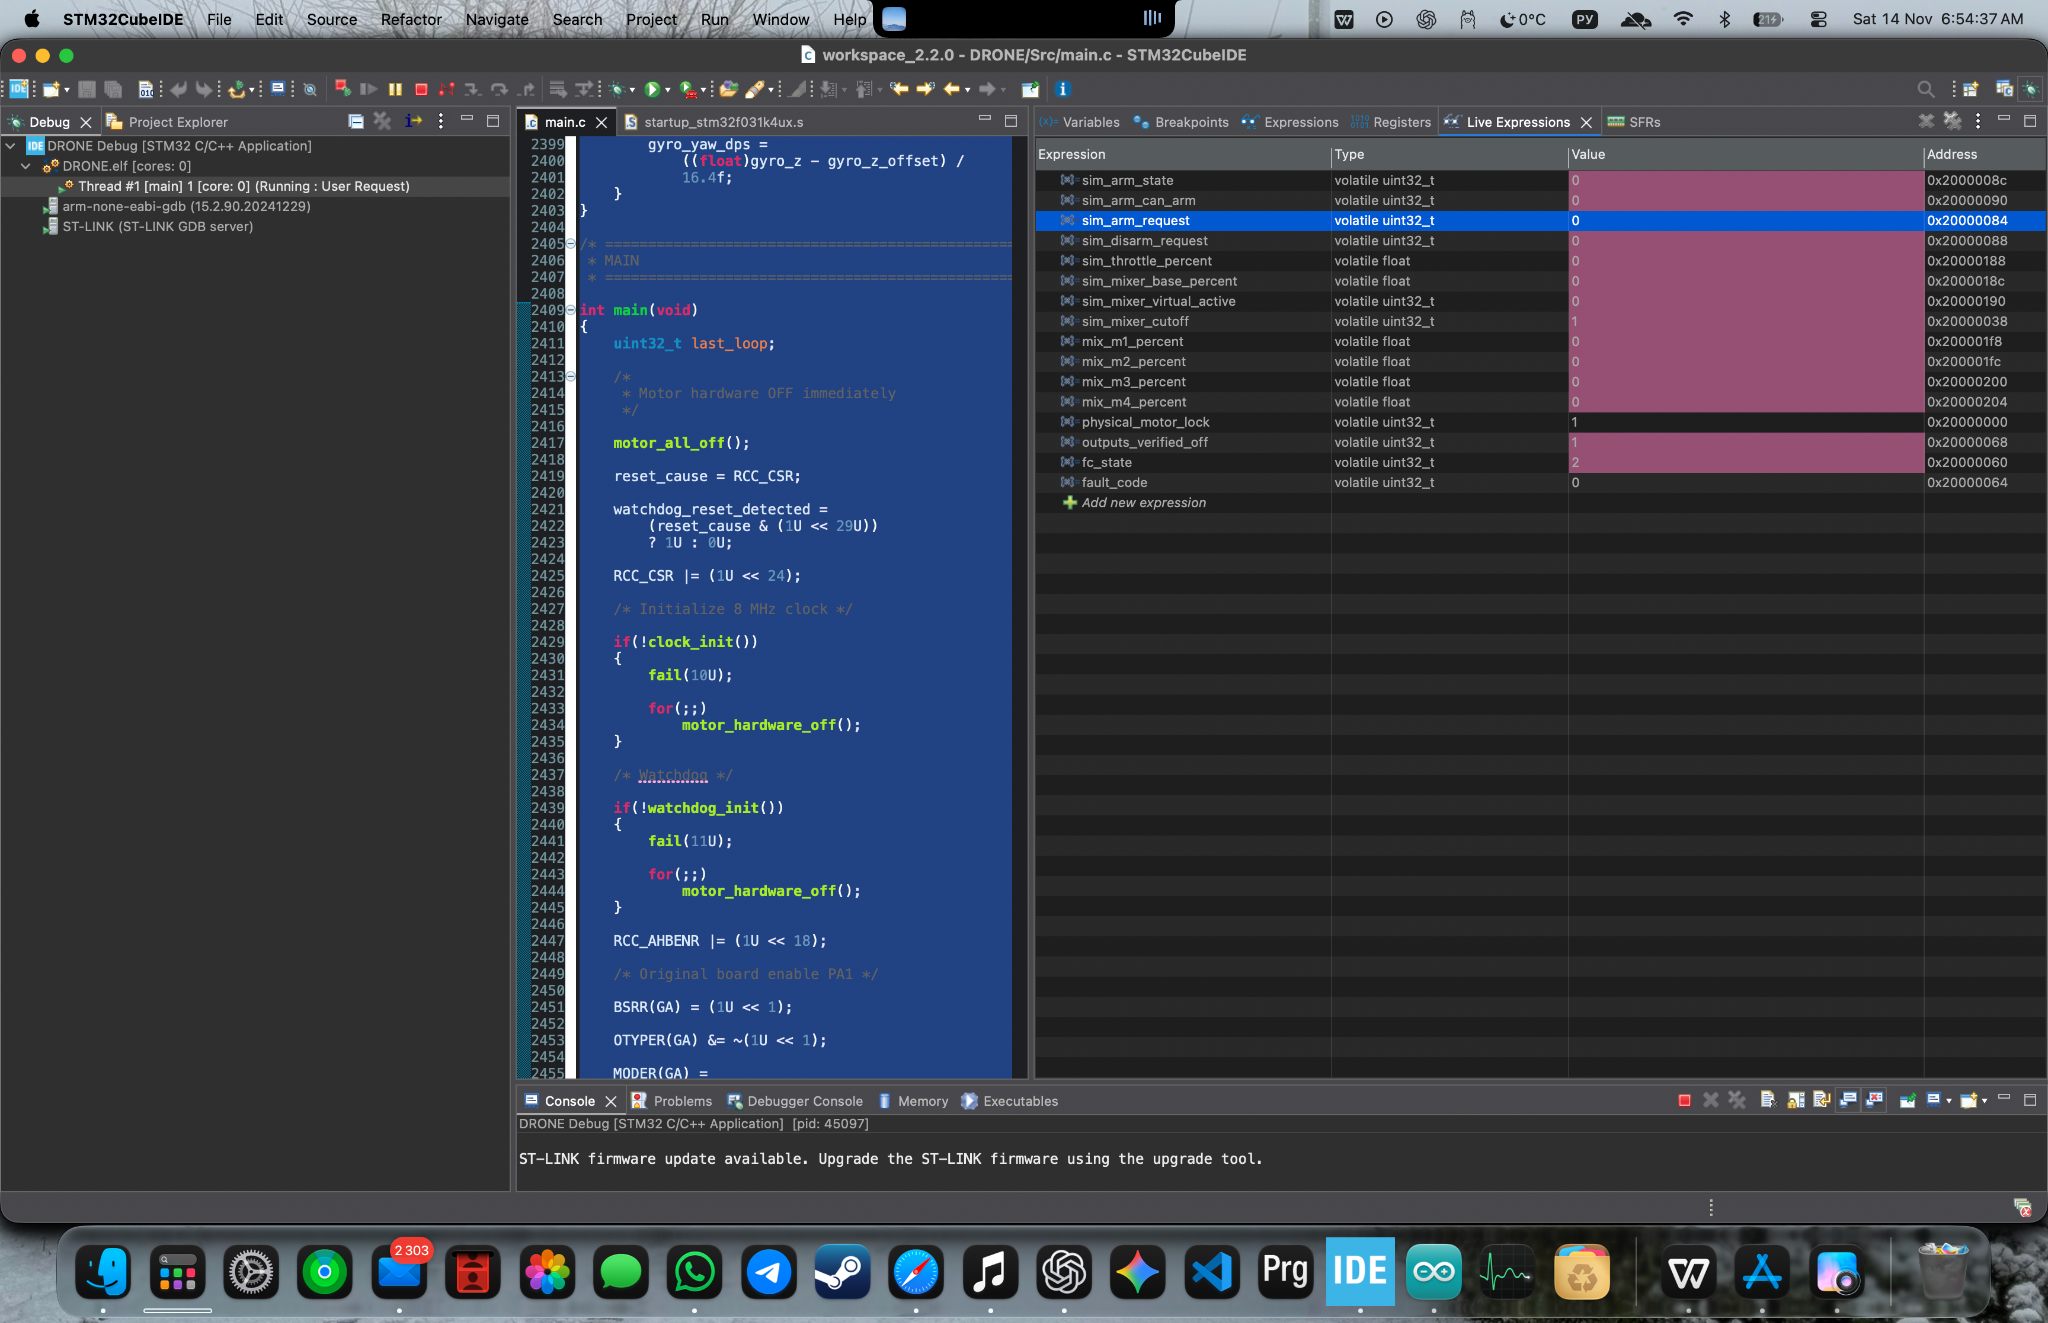 STM32CubeIDE File Edit Source Refactor Navigate Search Project Run Window Help
0°C РУ 21 Sat 14 Nov 6:54:37 AM
workspace_2.2.0 - DRONE/Src/main.c - STM32CubeIDE
Debug Project Explorer
IDE DRONE Debug [STM32 C/C++ Application]
DRONE.elf [cores: 0]
Thread #1 [main] 1 [core: 0] (Running : User Request)
arm-none-eabi-gdb (15.2.90.20241229)
ST-LINK (ST-LINK GDB server)
main.c startup_stm32f031k4ux.s
2399 gyro_yaw_dps =
2400 ((float)gyro_z - gyro_z_offset) /
2401 16.4f;
2402 }
2403 }
2404
2405 /* ================================================
2406 * MAIN
2407 * ================================================
2408
2409 int main(void)
2410 {
2411 uint32_t last_loop;
2412
2413 /*
2414 * Motor hardware OFF immediately
2415 */
2416
2417 motor_all_off();
2418
2419 reset_cause = RCC_CSR;
2420
2421 watchdog_reset_detected =
2422 (reset_cause & (1U << 29U))
2423 ? 1U : 0U;
2424
2425 RCC_CSR |= (1U << 24);
2426
2427 /* Initialize 8 MHz clock */
2428
2429 if(!clock_init())
2430 {
2431 fail(10U);
2432
2433 for(;;)
2434 motor_hardware_off();
2435 }
2436
2437 /* Watchdog */
2438
2439 if(!watchdog_init())
2440 {
2441 fail(11U);
2442
2443 for(;;)
2444 motor_hardware_off();
2445 }
2446
2447 RCC_AHBENR |= (1U << 18);
2448
2449 /* Original board enable PA1 */
2450
2451 BSRR(GA) = (1U << 1);
2452
2453 OTYPER(GA) &= ~(1U << 1);
2454
2455 MODER(GA) =
Variables Breakpoints Expressions Registers Live Expressions SFRs
Expression Type Value Address
sim_arm_state volatile uint32_t 0 0x2000008c
sim_arm_can_arm volatile uint32_t 0 0x20000090
sim_arm_request volatile uint32_t 0 0x20000084
sim_disarm_request volatile uint32_t 0 0x20000088
sim_throttle_percent volatile float 0 0x20000188
sim_mixer_base_percent volatile float 0 0x2000018c
sim_mixer_virtual_active volatile uint32_t 0 0x20000190
sim_mixer_cutoff volatile uint32_t 1 0x20000038
mix_m1_percent volatile float 0 0x200001f8
mix_m2_percent volatile float 0 0x200001fc
mix_m3_percent volatile float 0 0x20000200
mix_m4_percent volatile float 0 0x20000204
physical_motor_lock volatile uint32_t 1 0x20000000
outputs_verified_off volatile uint32_t 1 0x20000068
fc_state volatile uint32_t 2 0x20000060
fault_code volatile uint32_t 0 0x20000064
Add new expression
Console Problems Debugger Console Memory Executables
DRONE Debug [STM32 C/C++ Application] [pid: 45097]
ST-LINK firmware update available. Upgrade the ST-LINK firmware using the upgrade tool.
2 303
Prg
IDE